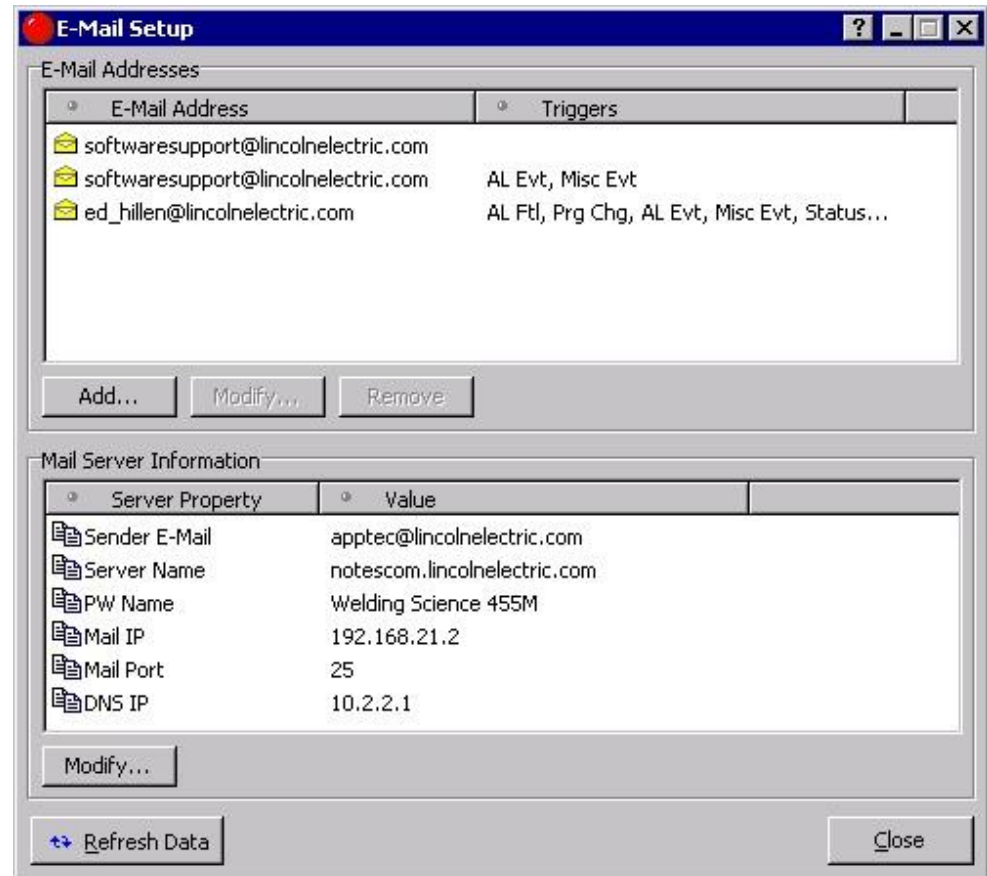 E-Mail Setup
E-Mail Addresses
E-Mail Address Triggers
softwaresupport@lincolnelectric.com
softwaresupport@lincolnelectric.com AL Evt, Misc Evt
ed_hillen@lincolnelectric.com AL Ftl, Prg Chg, AL Evt, Misc Evt, Status...
Add... Modify... Remove
Mail Server Information
Server Property Value
Sender E-Mail apptec@lincolnelectric.com
Server Name notescom.lincolnelectric.com
PW Name Welding Science 455M
Mail IP 192.168.21.2
Mail Port 25
DNS IP 10.2.2.1
Modify...
Refresh Data Close